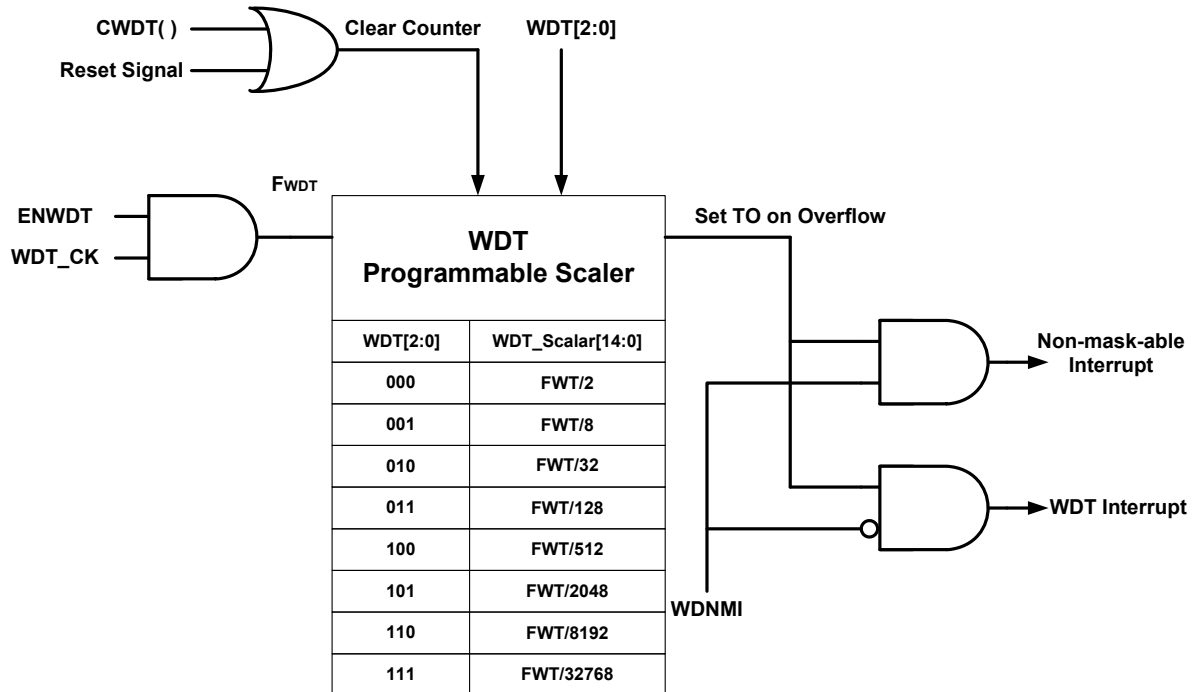 CWDT( )
Reset Signal
Clear Counter
WDT[2:0]
ENWDT
WDT_CK
FWDT
WDT
Programmable Scaler
Set TO on Overflow
WDT[2:0] WDT_Scalar[14:0]
000 FWT/2
001 FWT/8
010 FWT/32
011 FWT/128
100 FWT/512
101 FWT/2048
110 FWT/8192
111 FWT/32768
Non-mask-able
Interrupt
WDT Interrupt
WDNMI